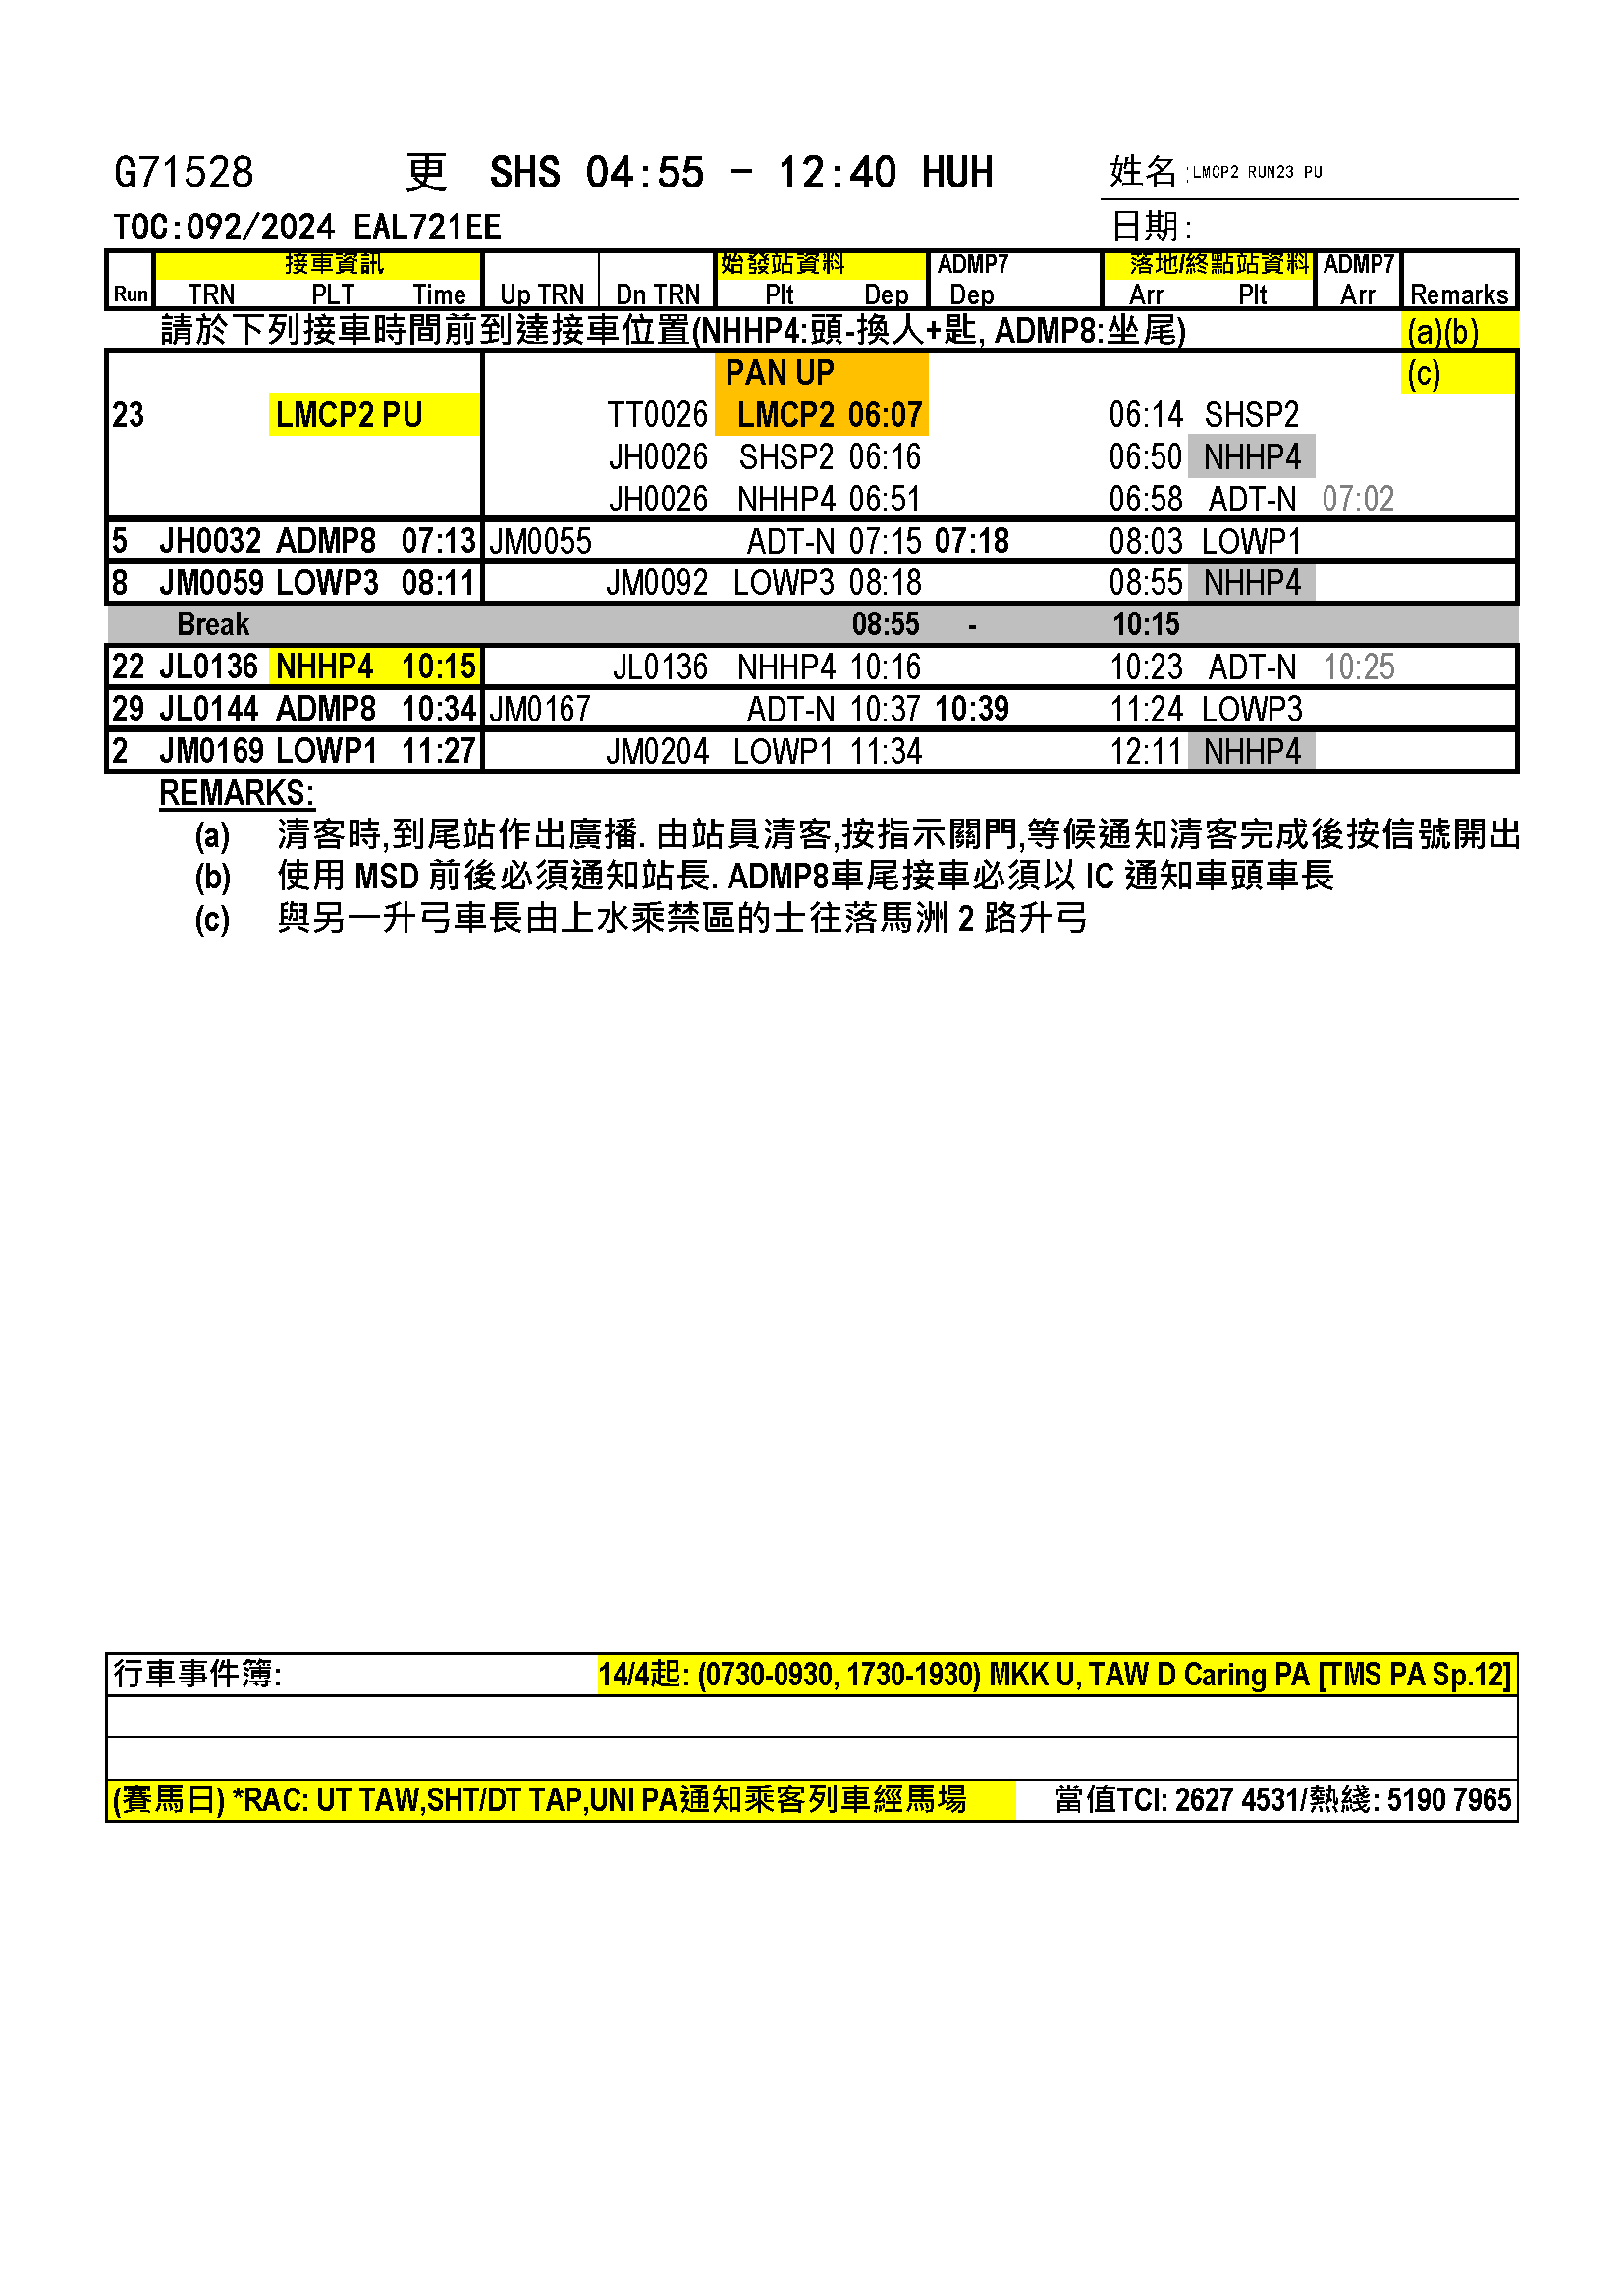 G71528 更 SHS 04:55 - 12:40 HUH 姓名:LMCP2 RUN23 PU
TOC:092/2024 EAL721EE 日期:
接車資訊 始發站資料 ADMP7 落地/終點站資料 ADMP7
Run TRN PLT Time Up TRN Dn TRN Plt Dep Dep Arr Plt Arr Remarks
請於下列接車時間前到達接車位置(NHHP4:頭-換人+匙, ADMP8:坐尾) (a)(b)
PAN UP (c)
23 LMCP2 PU TT0026 LMCP2 06:07 06:14 SHSP2
JH0026 SHSP2 06:16 06:50 NHHP4
JH0026 NHHP4 06:51 06:58 ADT-N 07:02
5 JH0032 ADMP8 07:13 JM0055 ADT-N 07:15 07:18 08:03 LOWP1
8 JM0059 LOWP3 08:11 JM0092 LOWP3 08:18 08:55 NHHP4
Break 08:55 - 10:15
22 JL0136 NHHP4 10:15 JL0136 NHHP4 10:16 10:23 ADT-N 10:25
29 JL0144 ADMP8 10:34 JM0167 ADT-N 10:37 10:39 11:24 LOWP3
2 JM0169 LOWP1 11:27 JM0204 LOWP1 11:34 12:11 NHHP4
REMARKS:
(a) 清客時,到尾站作出廣播. 由站員清客,按指示關門,等候通知清客完成後按信號開出
(b) 使用 MSD 前後必須通知站長. ADMP8車尾接車必須以 IC 通知車頭車長
(c) 與另一升弓車長由上水乘禁區的士往落馬洲 2 路升弓
行車事件簿: 14/4起: (0730-0930, 1730-1930) MKK U, TAW D Caring PA [TMS PA Sp.12]
(賽馬日) *RAC: UT TAW,SHT/DT TAP,UNI PA通知乘客列車經馬場 當值TCI: 2627 4531/熱綫: 5190 7965